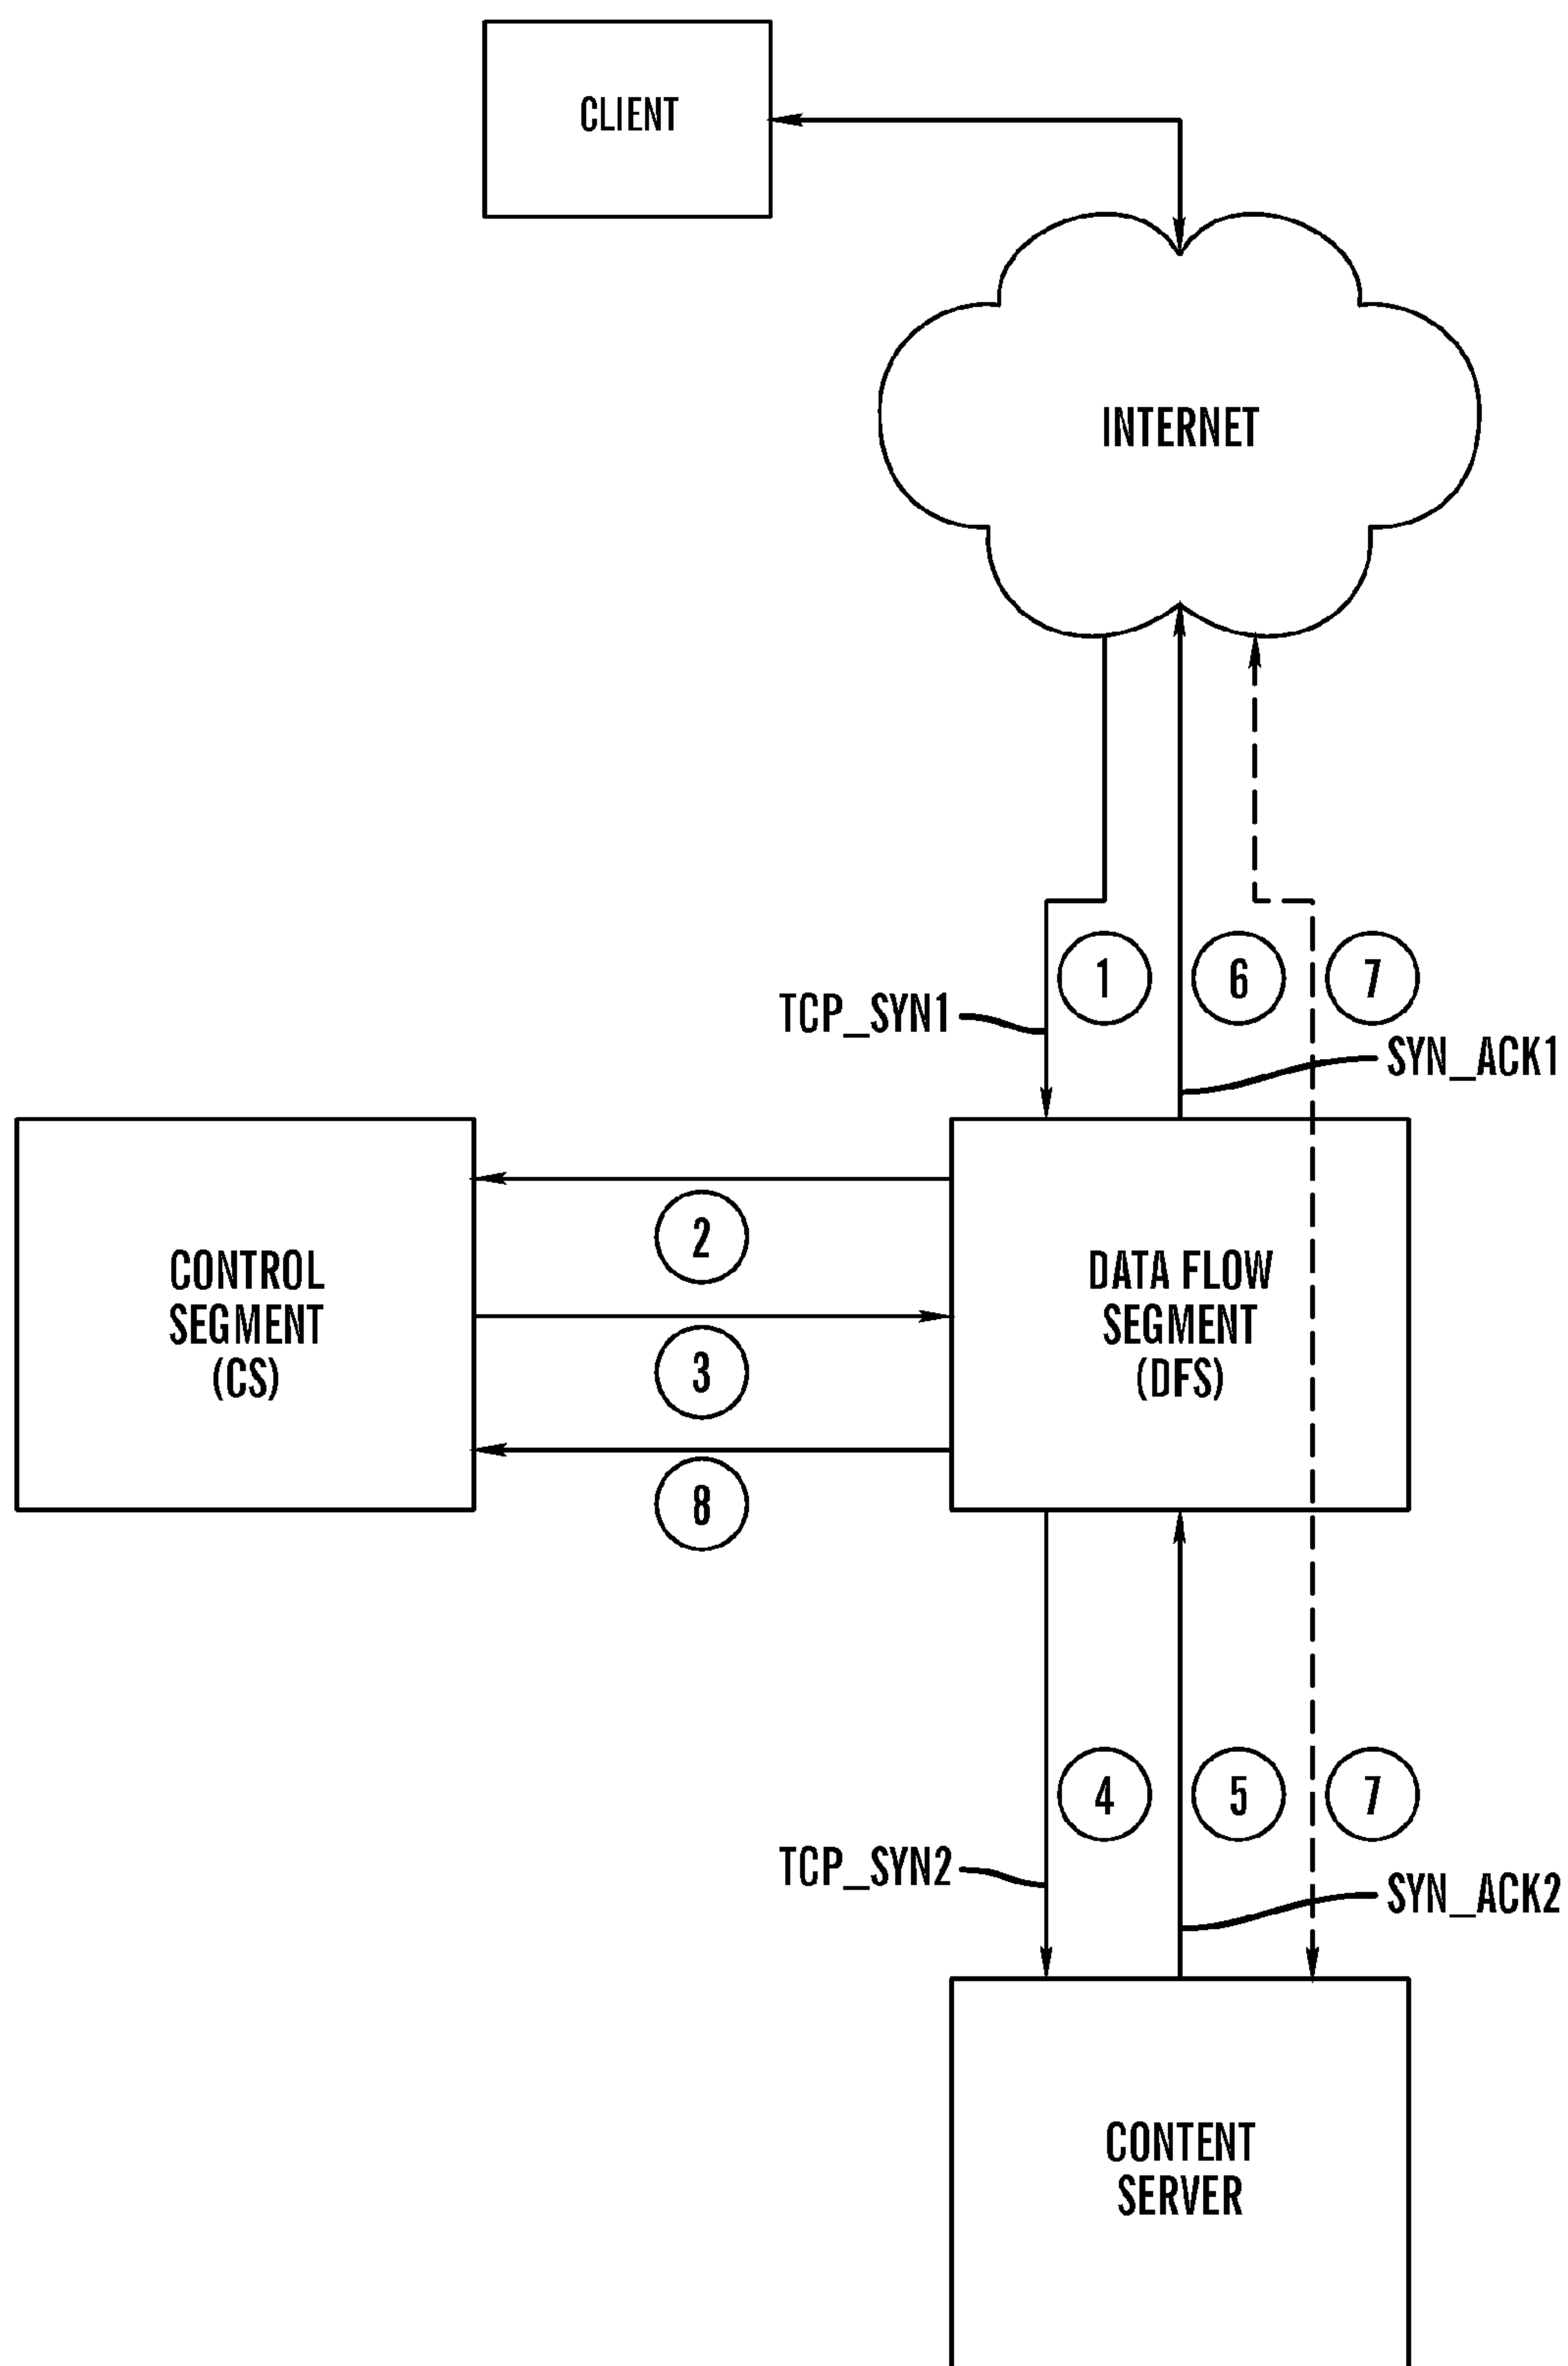 CLIENT
INTERNET
1
6
7
TCP_SYN1
SYN_ACK1
2
CONTROL
SEGMENT
(CS)
DATA FLOW
SEGMENT
(DFS)
3
8
4
5
7
TCP_SYN2
SYN_ACK2
CONTENT
SERVER